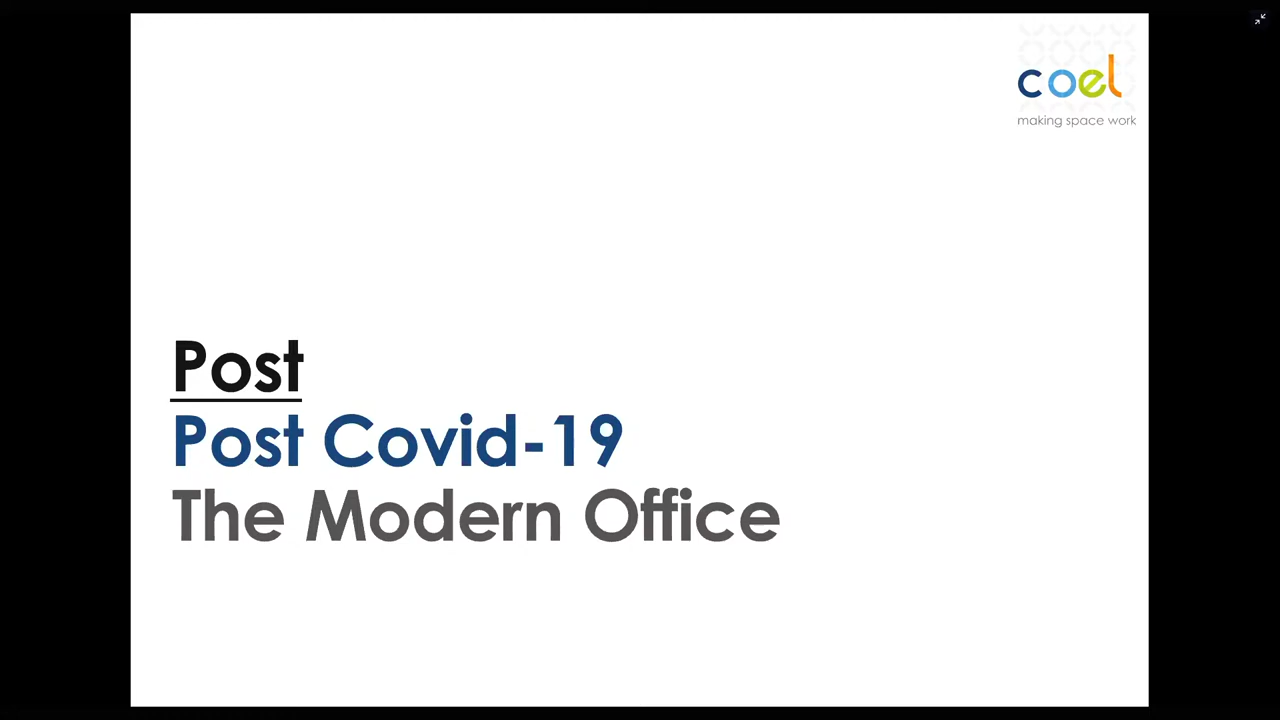 coel
making space work
Post
Post Covid-19
The Modern Office